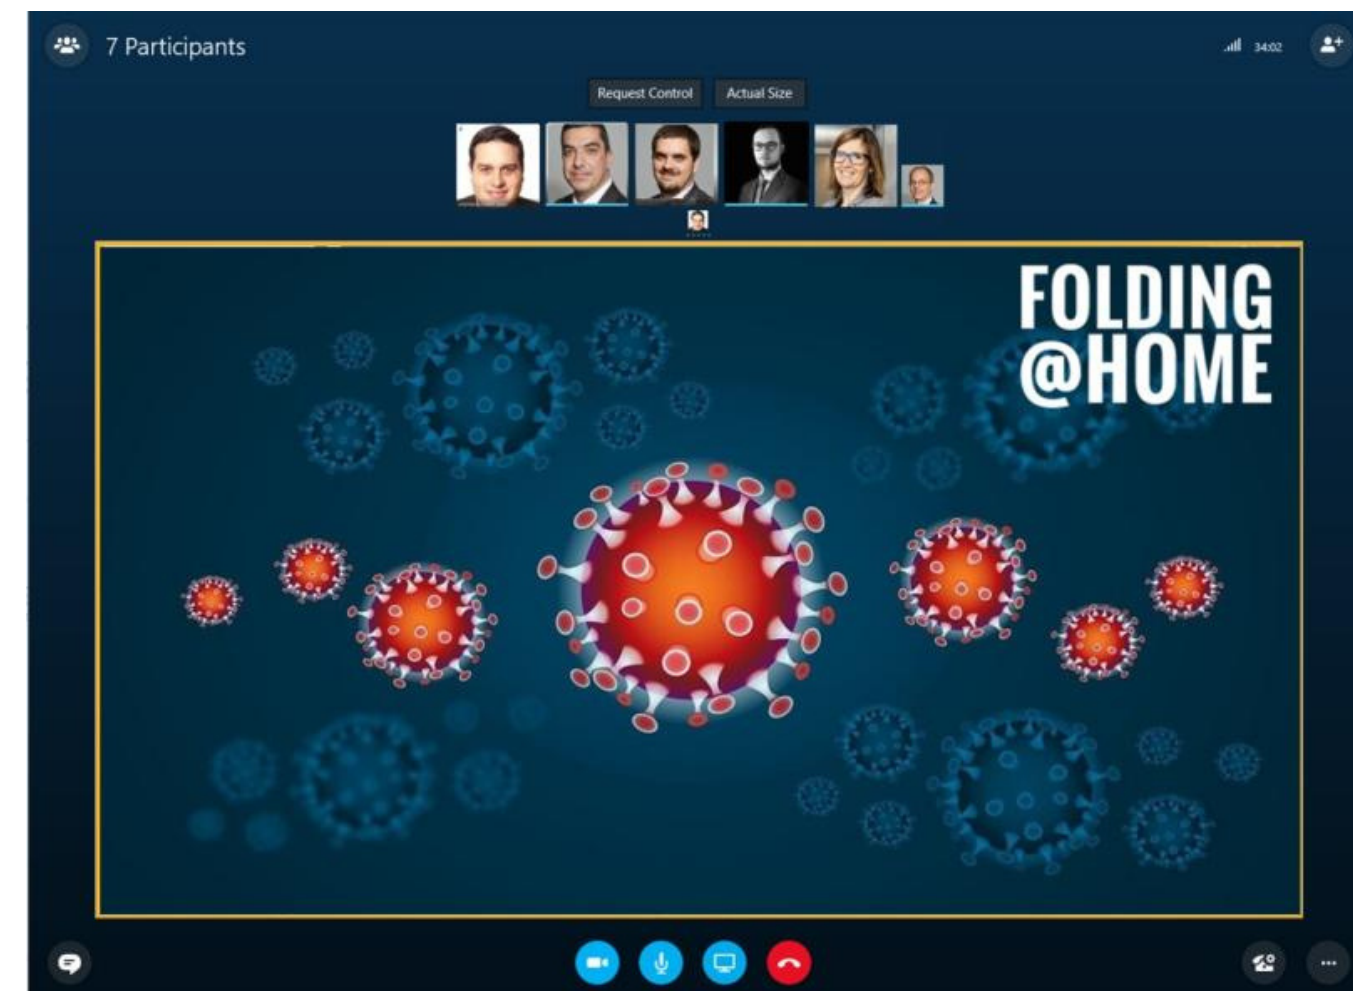 7 Participants
34:02
Request Control
Actual Size
FOLDING
@HOME